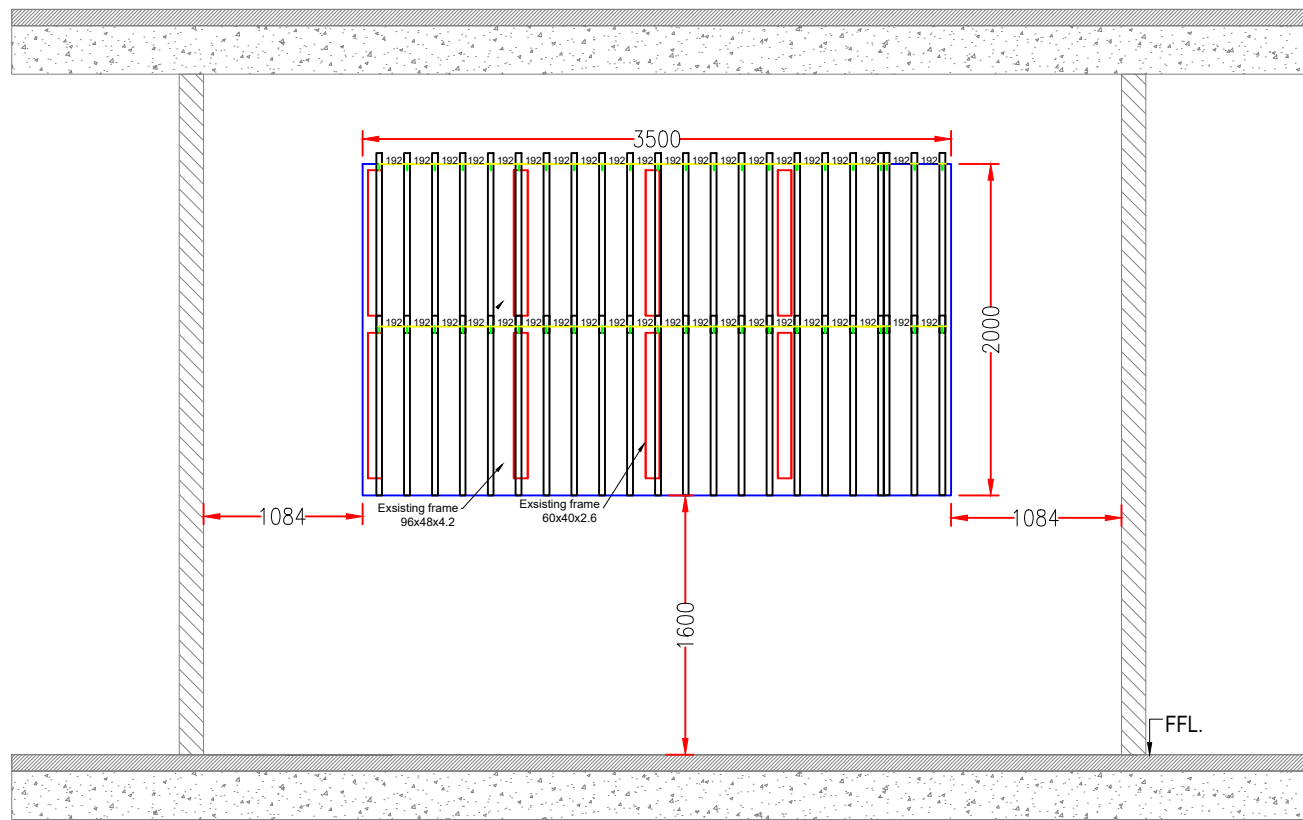 3500
192 192 192 192 192 192 192 192 192 192 192 192 192 192 192 192 192 192 192 192
192 192 192 192 192 192 192 192 192 192 192 192 192 192 192 192 192 192 192 192
2000
Exsisting frame
96x48x4.2
Exsisting frame
60x40x2.6
1084
1084
1600
FFL.